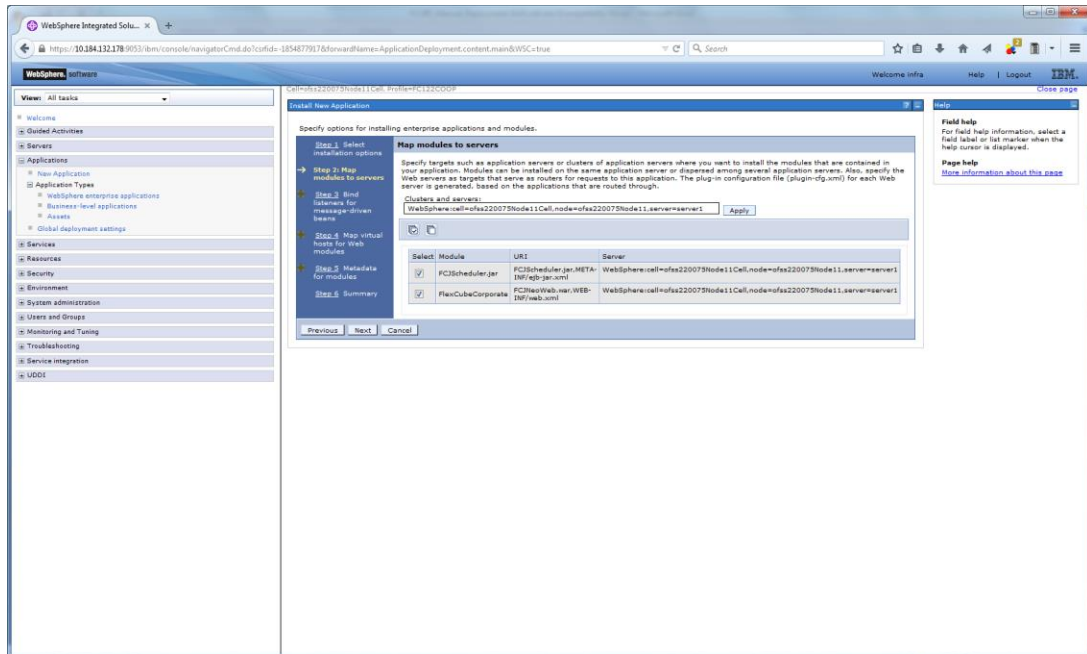 WebSphere Integrated Solu... × +
https://10.184.132.178:9053/ibm/console/navigatorCmd.do?csrfid=-1854877917&forwardName=ApplicationDeployment.content.main&WSC=true
Search
WebSphere. software
Welcome infra
Help | Logout
IBM.
View: All tasks
Welcome
Guided Activities
Servers
Applications
New Application
Application Types
WebSphere enterprise applications
Business-level applications
Assets
Global deployment settings
Services
Resources
Security
Environment
System administration
Users and Groups
Monitoring and Tuning
Troubleshooting
Service integration
UDDI
Cell=ofss220075Node11Cell, Profile=FC122COOP
Close page
Install New Application
Specify options for installing enterprise applications and modules.
Step 1 Select
installation options
Step 2: Map
modules to servers
Step 3 Bind
listeners for
message-driven
beans
Step 4 Map virtual
hosts for Web
modules
Step 5 Metadata
for modules
Step 6 Summary
Map modules to servers
Specify targets such as application servers or clusters of application servers where you want to install the modules that are contained in
your application. Modules can be installed on the same application server or dispersed among several application servers. Also, specify the
Web servers as targets that serve as routers for requests to this application. The plug-in configuration file (plugin-cfg.xml) for each Web
server is generated, based on the applications that are routed through.
Clusters and servers:
WebSphere:cell=ofss220075Node11Cell,node=ofss220075Node11,server=server1
Apply
Select Module URI Server
FCJScheduler.jar FCJScheduler.jar,META-INF/ejb-jar.xml WebSphere:cell=ofss220075Node11Cell,node=ofss220075Node11,server=server1
FlexCubeCorporate FCJNeoWeb.war,WEB-INF/web.xml WebSphere:cell=ofss220075Node11Cell,node=ofss220075Node11,server=server1
Previous Next Cancel
Help
Field help
For field help information, select a
field label or list marker when the
help cursor is displayed.
Page help
More information about this page